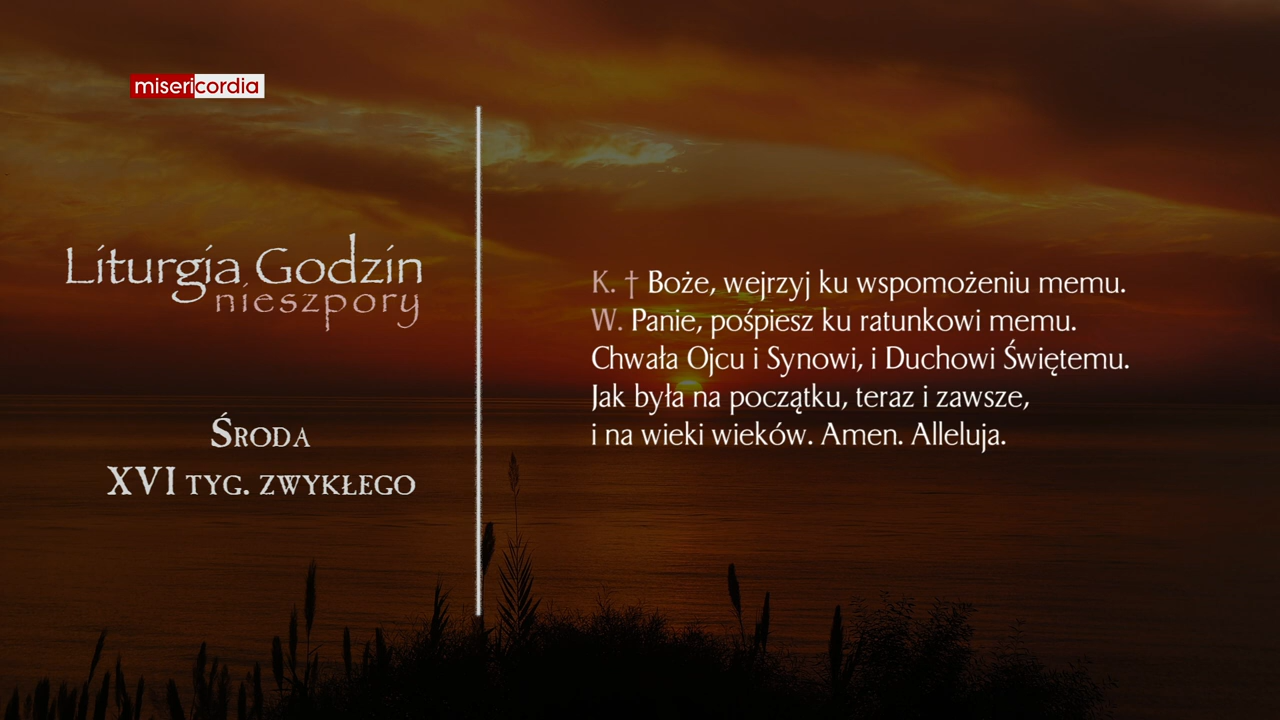 misericordia
Liturgia Godzin
nieszpory
Środa
XVI tyg. zwykłego
K. † Boże, wejrzyj ku wspomożeniu memu.
W. Panie, pośpiesz ku ratunkowi memu.
Chwała Ojcu i Synowi, i Duchowi Świętemu.
Jak była na początku, teraz i zawsze,
i na wieki wieków. Amen. Alleluja.